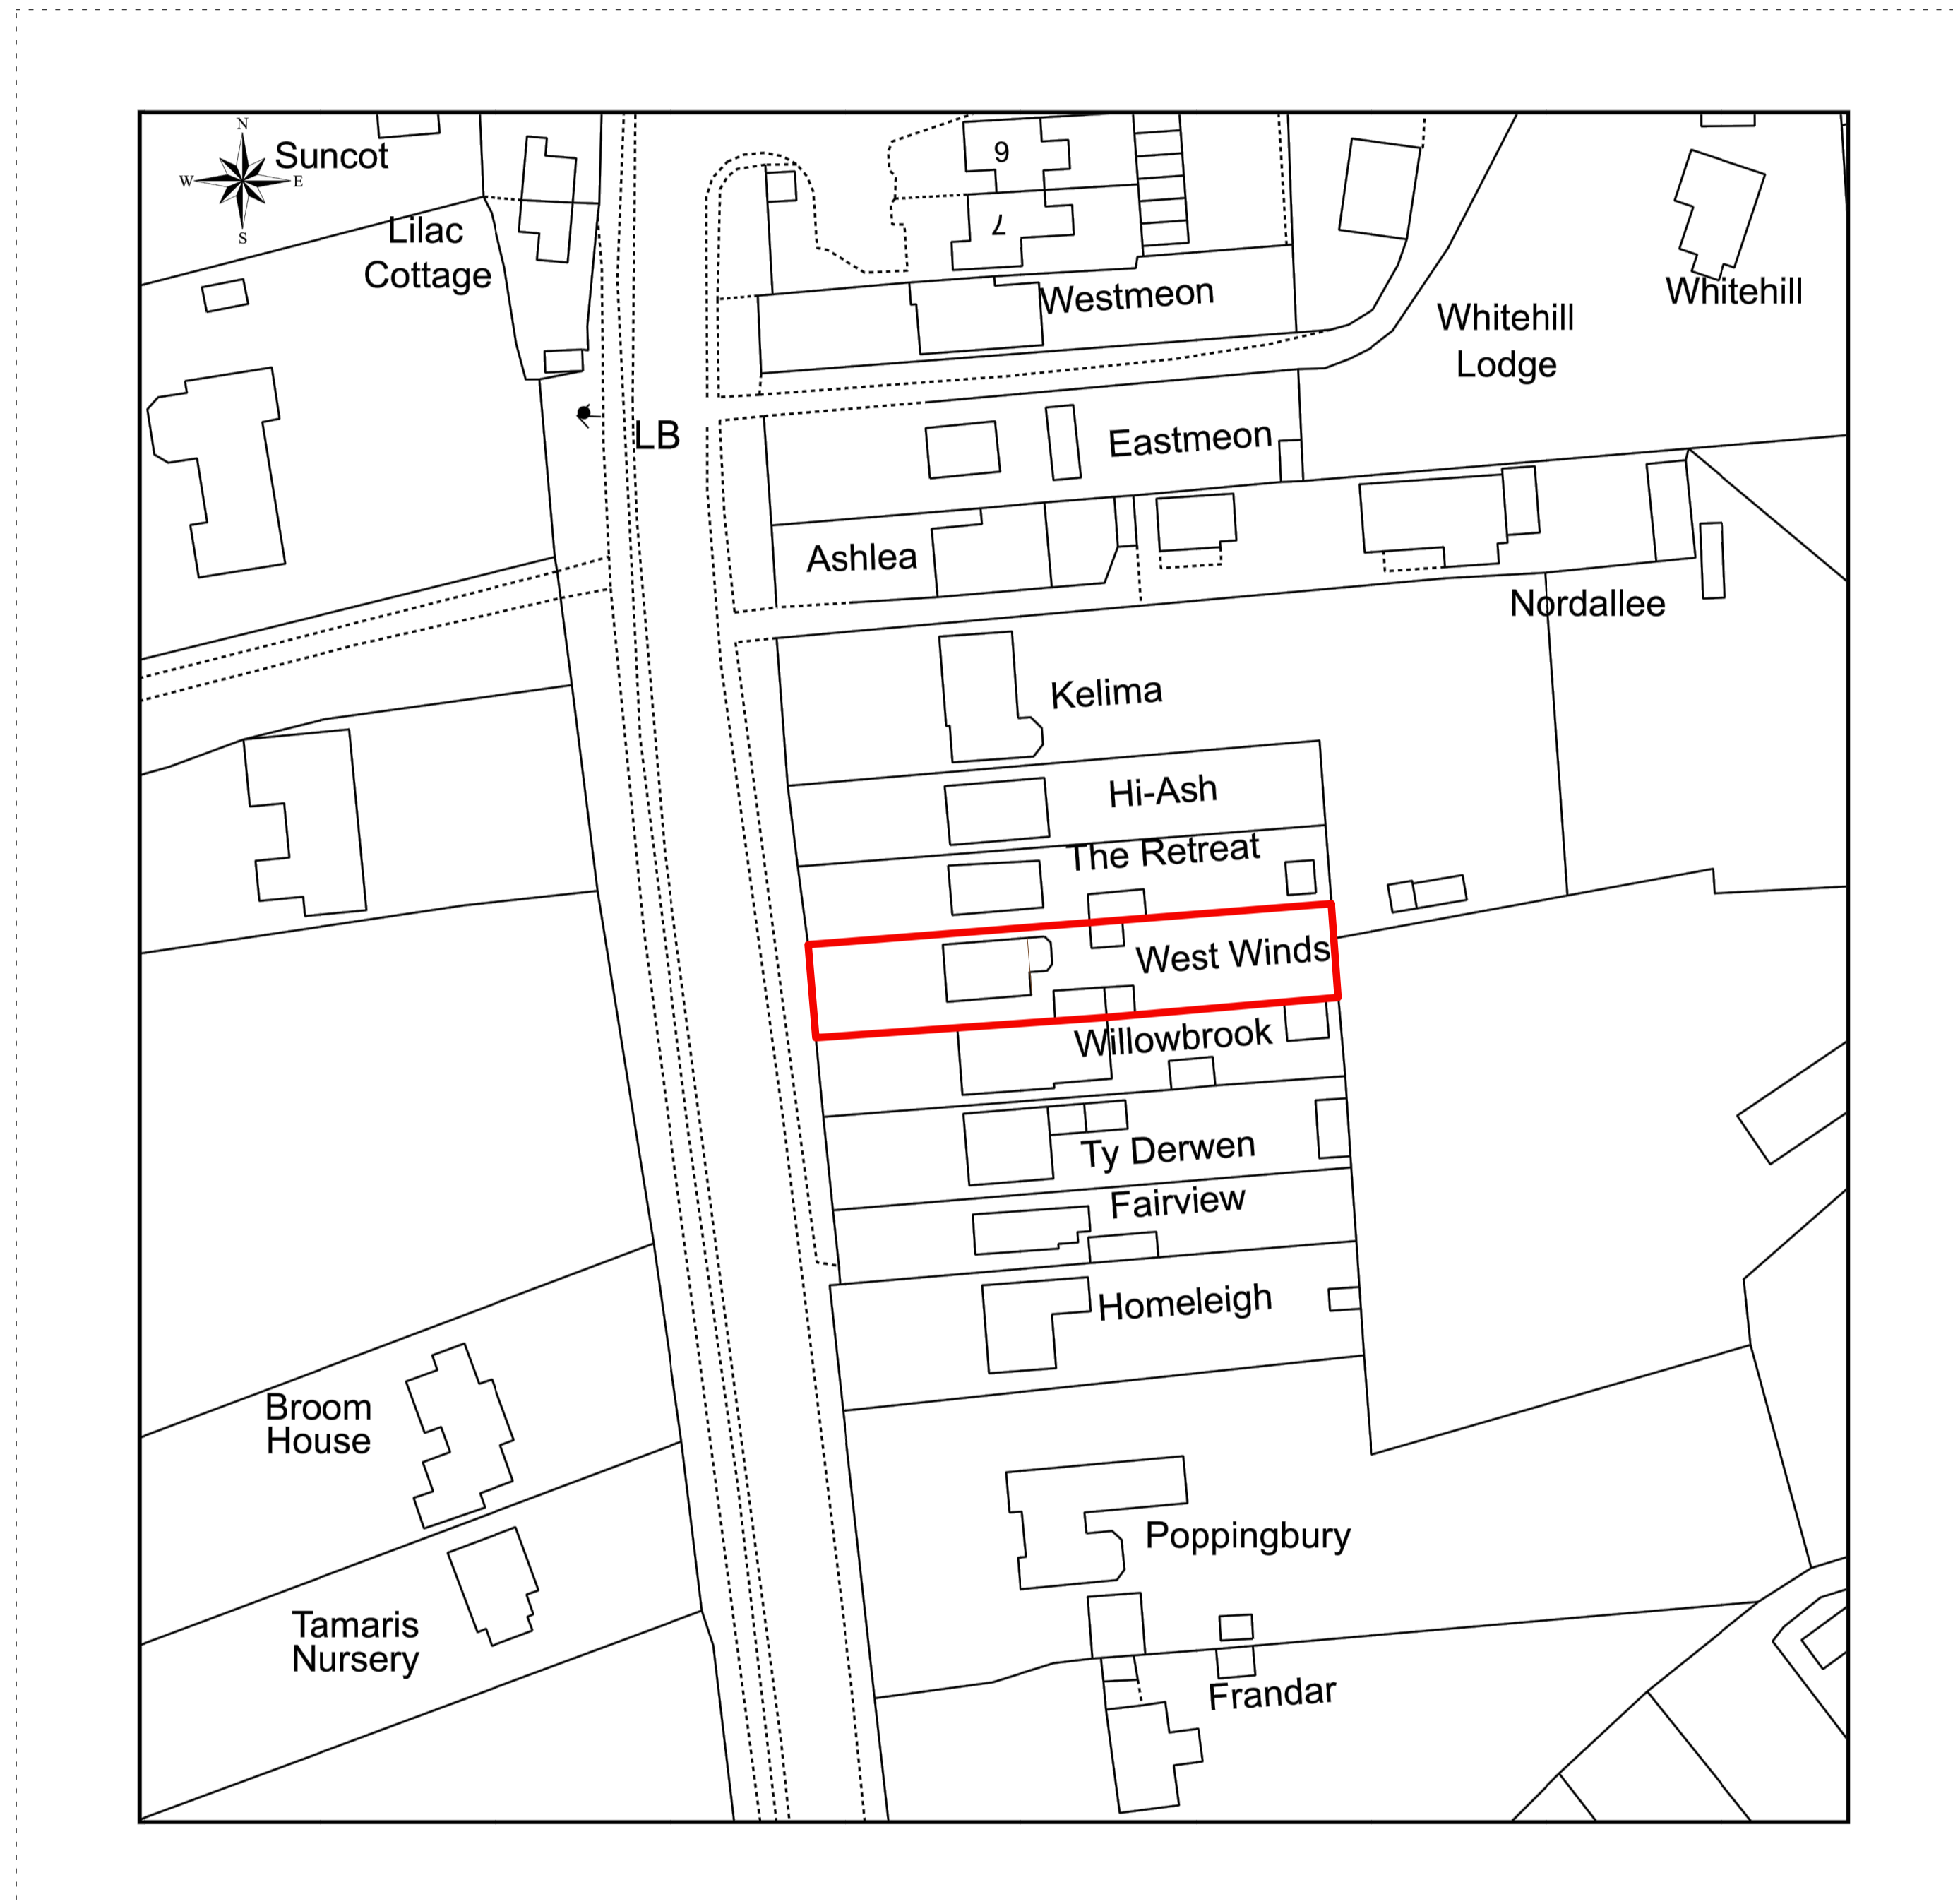 N
W
E
S
Suncot
Lilac
Cottage
6
7
Westmeon
Whitehill
Whitehill
Lodge
LB
Eastmeon
Ashlea
Nordallee
Kelima
Hi-Ash
The Retreat
West Winds
Willowbrook
Ty Derwen
Fairview
Homeleigh
Broom
House
Poppingbury
Tamaris
Nursery
Frandar